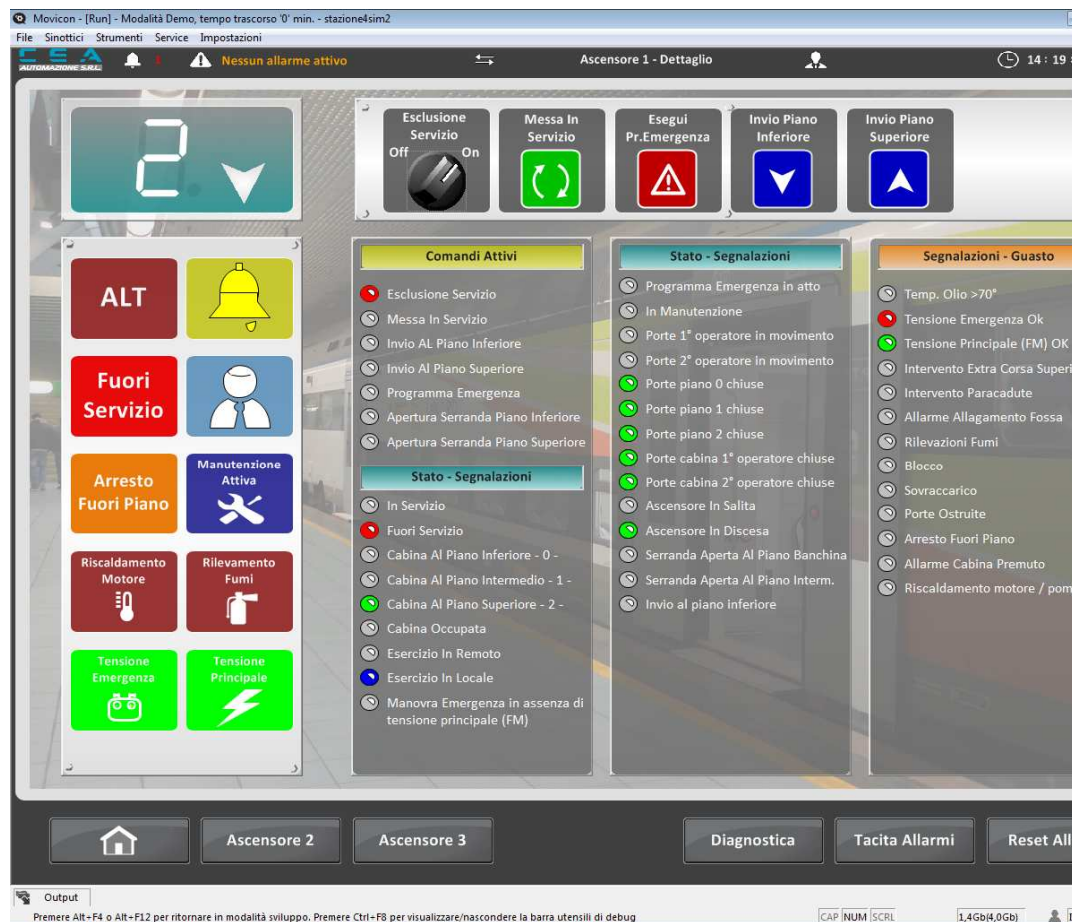 Movicon - [Run] - Modalità Demo, tempo trascorso '0' min. - stazione4sim2
File Sinottici Strumenti Service Impostazioni
CEA
AUTOMAZIONE S.R.L.
Nessun allarme attivo
Ascensore 1 - Dettaglio
14 : 19
2
Esclusione
Servizio
Off On
Messa In
Servizio
Esegui
Pr.Emergenza
Invio Piano
Inferiore
Invio Piano
Superiore
ALT
Fuori
Servizio
Arresto
Fuori Piano
Manutenzione
Attiva
Riscaldamento
Motore
Rilevamento
Fumi
Tensione
Emergenza
Tensione
Principale
Comandi Attivi
Esclusione Servizio
Messa In Servizio
Invio AL Piano Inferiore
Invio Al Piano Superiore
Programma Emergenza
Apertura Serranda Piano Inferiore
Apertura Serranda Piano Superiore
Stato - Segnalazioni
In Servizio
Fuori Servizio
Cabina Al Piano Inferiore - 0 -
Cabina Al Piano Intermedio - 1 -
Cabina Al Piano Superiore - 2 -
Cabina Occupata
Esercizio In Remoto
Esercizio In Locale
Manovra Emergenza in assenza di
tensione principale (FM)
Stato - Segnalazioni
Programma Emergenza in atto
In Manutenzione
Porte 1° operatore in movimento
Porte 2° operatore in movimento
Porte piano 0 chiuse
Porte piano 1 chiuse
Porte piano 2 chiuse
Porte cabina 1° operatore chiuse
Porte cabina 2° operatore chiuse
Ascensore In Salita
Ascensore In Discesa
Serranda Aperta Al Piano Banchina
Serranda Aperta Al Piano Interm.
Invio al piano inferiore
Segnalazioni - Guasto
Temp. Olio >70°
Tensione Emergenza Ok
Tensione Principale (FM) OK
Intervento Extra Corsa Superi
Intervento Paracadute
Allarme Allagamento Fossa
Rilevazioni Fumi
Blocco
Sovraccarico
Porte Ostruite
Arresto Fuori Piano
Allarme Cabina Premuto
Riscaldamento motore / pom
Ascensore 2
Ascensore 3
Diagnostica
Tacita Allarmi
Reset All
Output
Premere Alt+F4 o Alt+F12 per ritornare in modalità sviluppo. Premere Ctrl+F8 per visualizzare/nascondere la barra utensili di debug
CAP NUM SCRL
1,4Gb(4,0Gb)